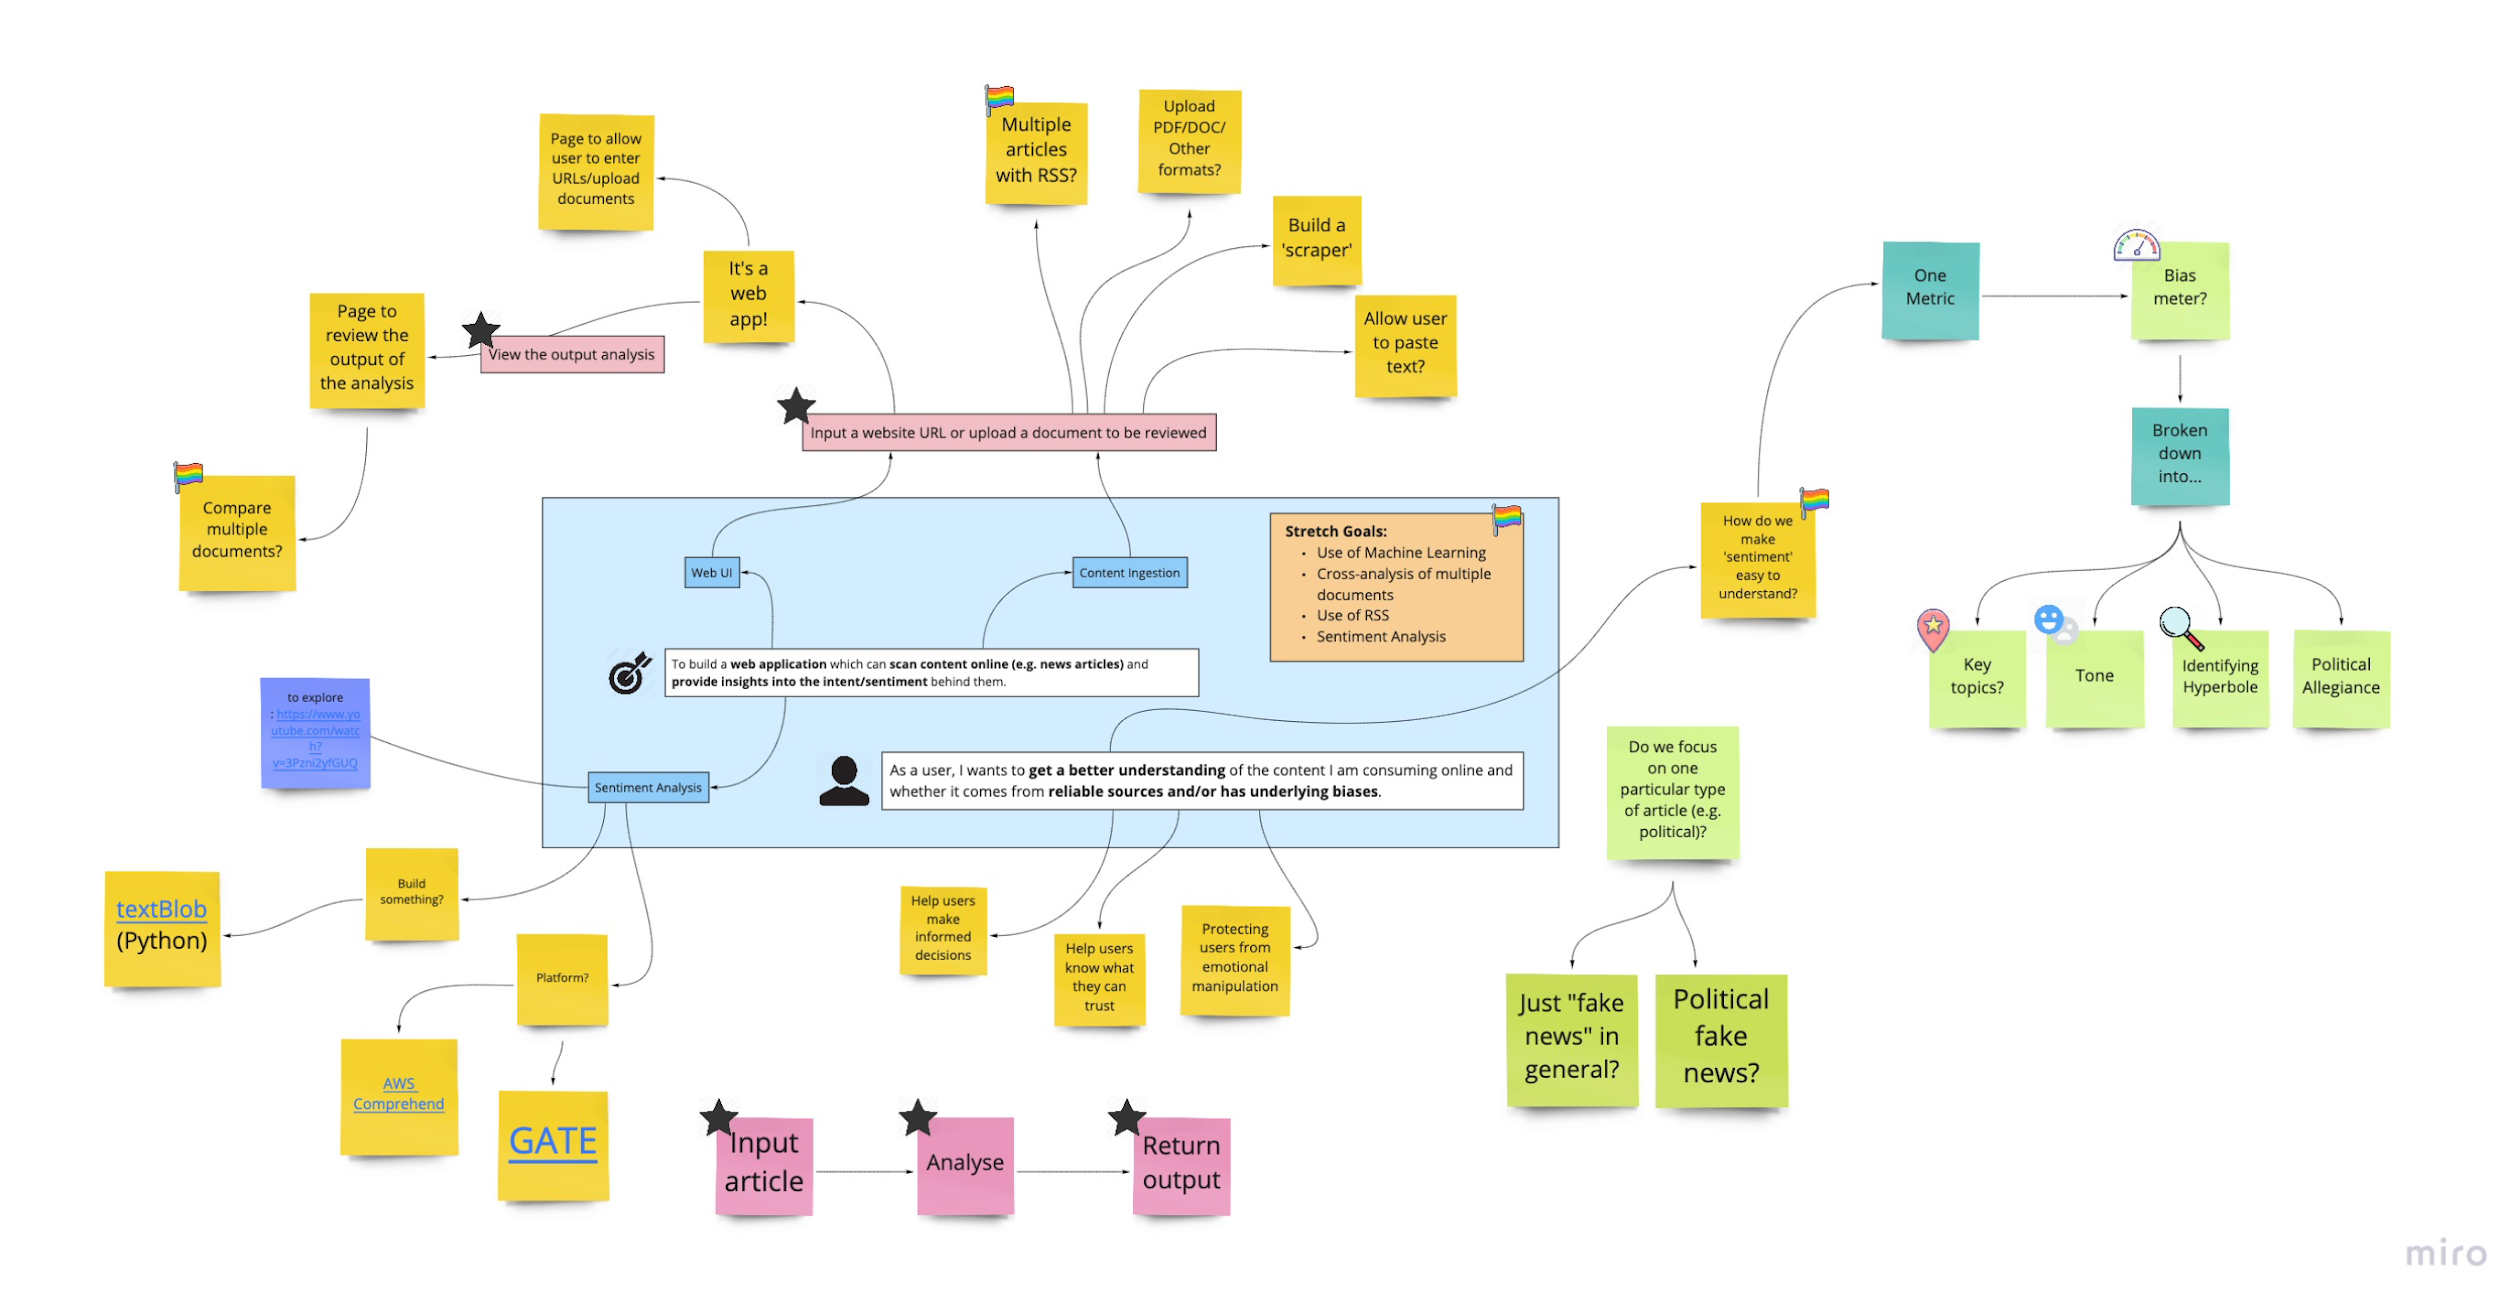 Page to allow
user to enter
URLs/upload
documents
Multiple
articles
with RSS?
Upload
PDF/DOC/
Other
formats?
Build a
'scraper'
Allow user
to paste
text?
It's a
web
app!
Page to
review the
output of
the analysis
View the output analysis
Input a website URL or upload a document to be reviewed
Compare
multiple
documents?
Web UI
Content Ingestion
Stretch Goals:
• Use of Machine Learning
• Cross-analysis of multiple
documents
• Use of RSS
• Sentiment Analysis
To build a web application which can scan content online (e.g. news articles) and
provide insights into the intent/sentiment behind them.
As a user, I wants to get a better understanding of the content I am consuming online and
whether it comes from reliable sources and/or has underlying biases.
Sentiment Analysis
to explore
: https://www.yo
utube.com/watc
h?
v=3Pzni2yfGUQ
Build
something?
textBlob
(Python)
Platform?
AWS
Comprehend
GATE
Help users
make
informed
decisions
Help users
know what
they can
trust
Protecting
users from
emotional
manipulation
Input
article
Analyse
Return
output
How do we
make
'sentiment'
easy to
understand?
One
Metric
Bias
meter?
Broken
down
into...
Key
topics?
Tone
Identifying
Hyperbole
Political
Allegiance
Do we focus
on one
particular type
of article (e.g.
political)?
Just "fake
news" in
general?
Political
fake
news?
miro